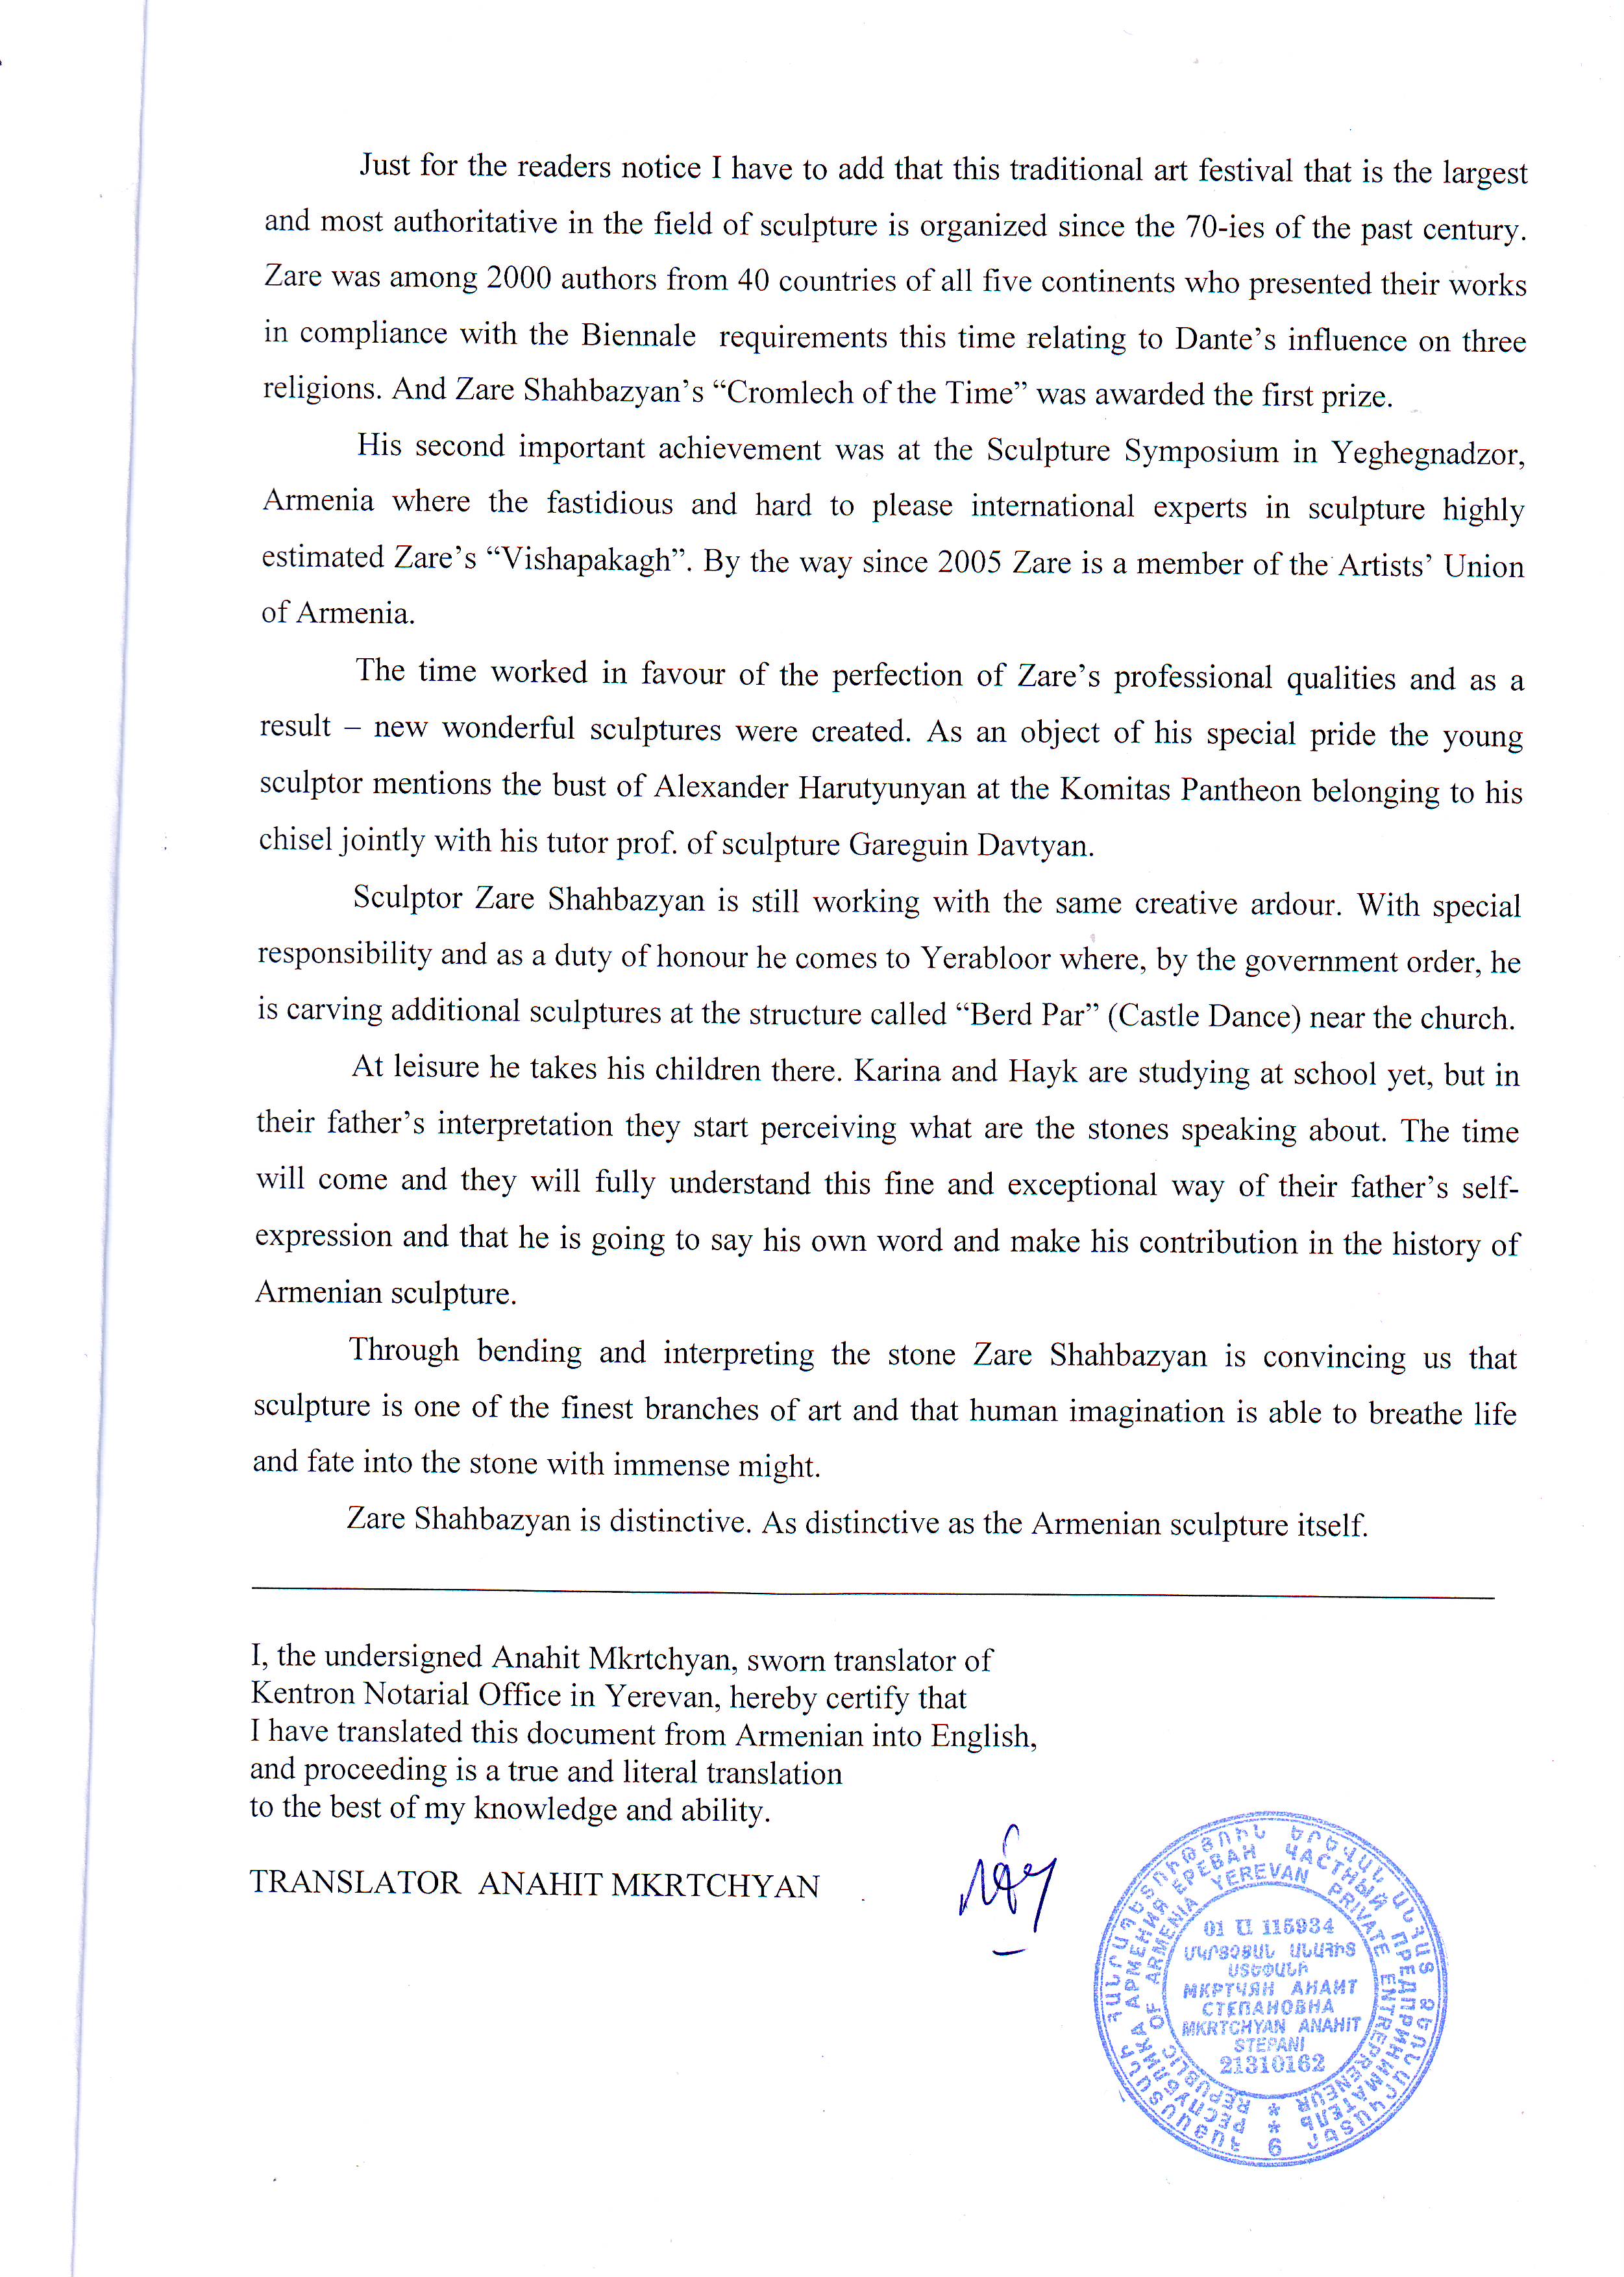 Just for the readers notice I have to add that this traditional art festival that is the largest
and most authoritative in the field of sculpture is organized since the 70-ies of the past century.
Zare was among 2000 authors from 40 countries of all five continents who presented their works
in compliance with the Biennale requirements this time relating to Dante’s influence on three
religions. And Zare Shahbazyan’s “Cromlech of the Time” was awarded the first prize.
His second important achievement was at the Sculpture Symposium in Yeghegnadzor,
Armenia where the fastidious and hard to please international experts in sculpture highly
estimated Zare’s “Vishapakagh”. By the way since 2005 Zare is a member of the Artists’ Union
of Armenia.
The time worked in favour of the perfection of Zare’s professional qualities and as a
result – new wonderful sculptures were created. As an object of his special pride the young
sculptor mentions the bust of Alexander Harutyunyan at the Komitas Pantheon belonging to his
chisel jointly with his tutor prof. of sculpture Gareguin Davtyan.
Sculptor Zare Shahbazyan is still working with the same creative ardour. With special
responsibility and as a duty of honour he comes to Yerabloor where, by the government order, he
is carving additional sculptures at the structure called “Berd Par” (Castle Dance) near the church.
At leisure he takes his children there. Karina and Hayk are studying at school yet, but in
their father’s interpretation they start perceiving what are the stones speaking about. The time
will come and they will fully understand this fine and exceptional way of their father’s self-
expression and that he is going to say his own word and make his contribution in the history of
Armenian sculpture.
Through bending and interpreting the stone Zare Shahbazyan is convincing us that
sculpture is one of the finest branches of art and that human imagination is able to breathe life
and fate into the stone with immense might.
Zare Shahbazyan is distinctive. As distinctive as the Armenian sculpture itself.
I, the undersigned Anahit Mkrtchyan, sworn translator of
Kentron Notarial Office in Yerevan, hereby certify that
I have translated this document from Armenian into English,
and proceeding is a true and literal translation
to the best of my knowledge and ability.
TRANSLATOR ANAHIT MKRTCHYAN
ՀԱՅԱՍՏԱՆԻ ՀԱՆՐԱՊԵՏՈՒԹՅՈՒՆ ԵՐԵՎԱՆ ԱՆՀԱՏ ՁԵՌՆԱՐԿԱՏԵՐ
РЕСПУБЛИКА АРМЕНИЯ ЕРЕВАН ЧАСТНЫЙ ПРЕДПРИНИМАТЕЛЬ
REPUBLIC OF ARMENIA YEREVAN PRIVATE ENTREPRENEUR
01 Ա 115934
ՄԿՐՏՉՅԱՆ ԱՆԱՀԻՏ
ՍՏԵՓԱՆԻ
МКРТЧЯН АНАИТ
СТЕПАНОВНА
MKRTCHYAN ANAHIT
STEPANI
21310162
* * 9